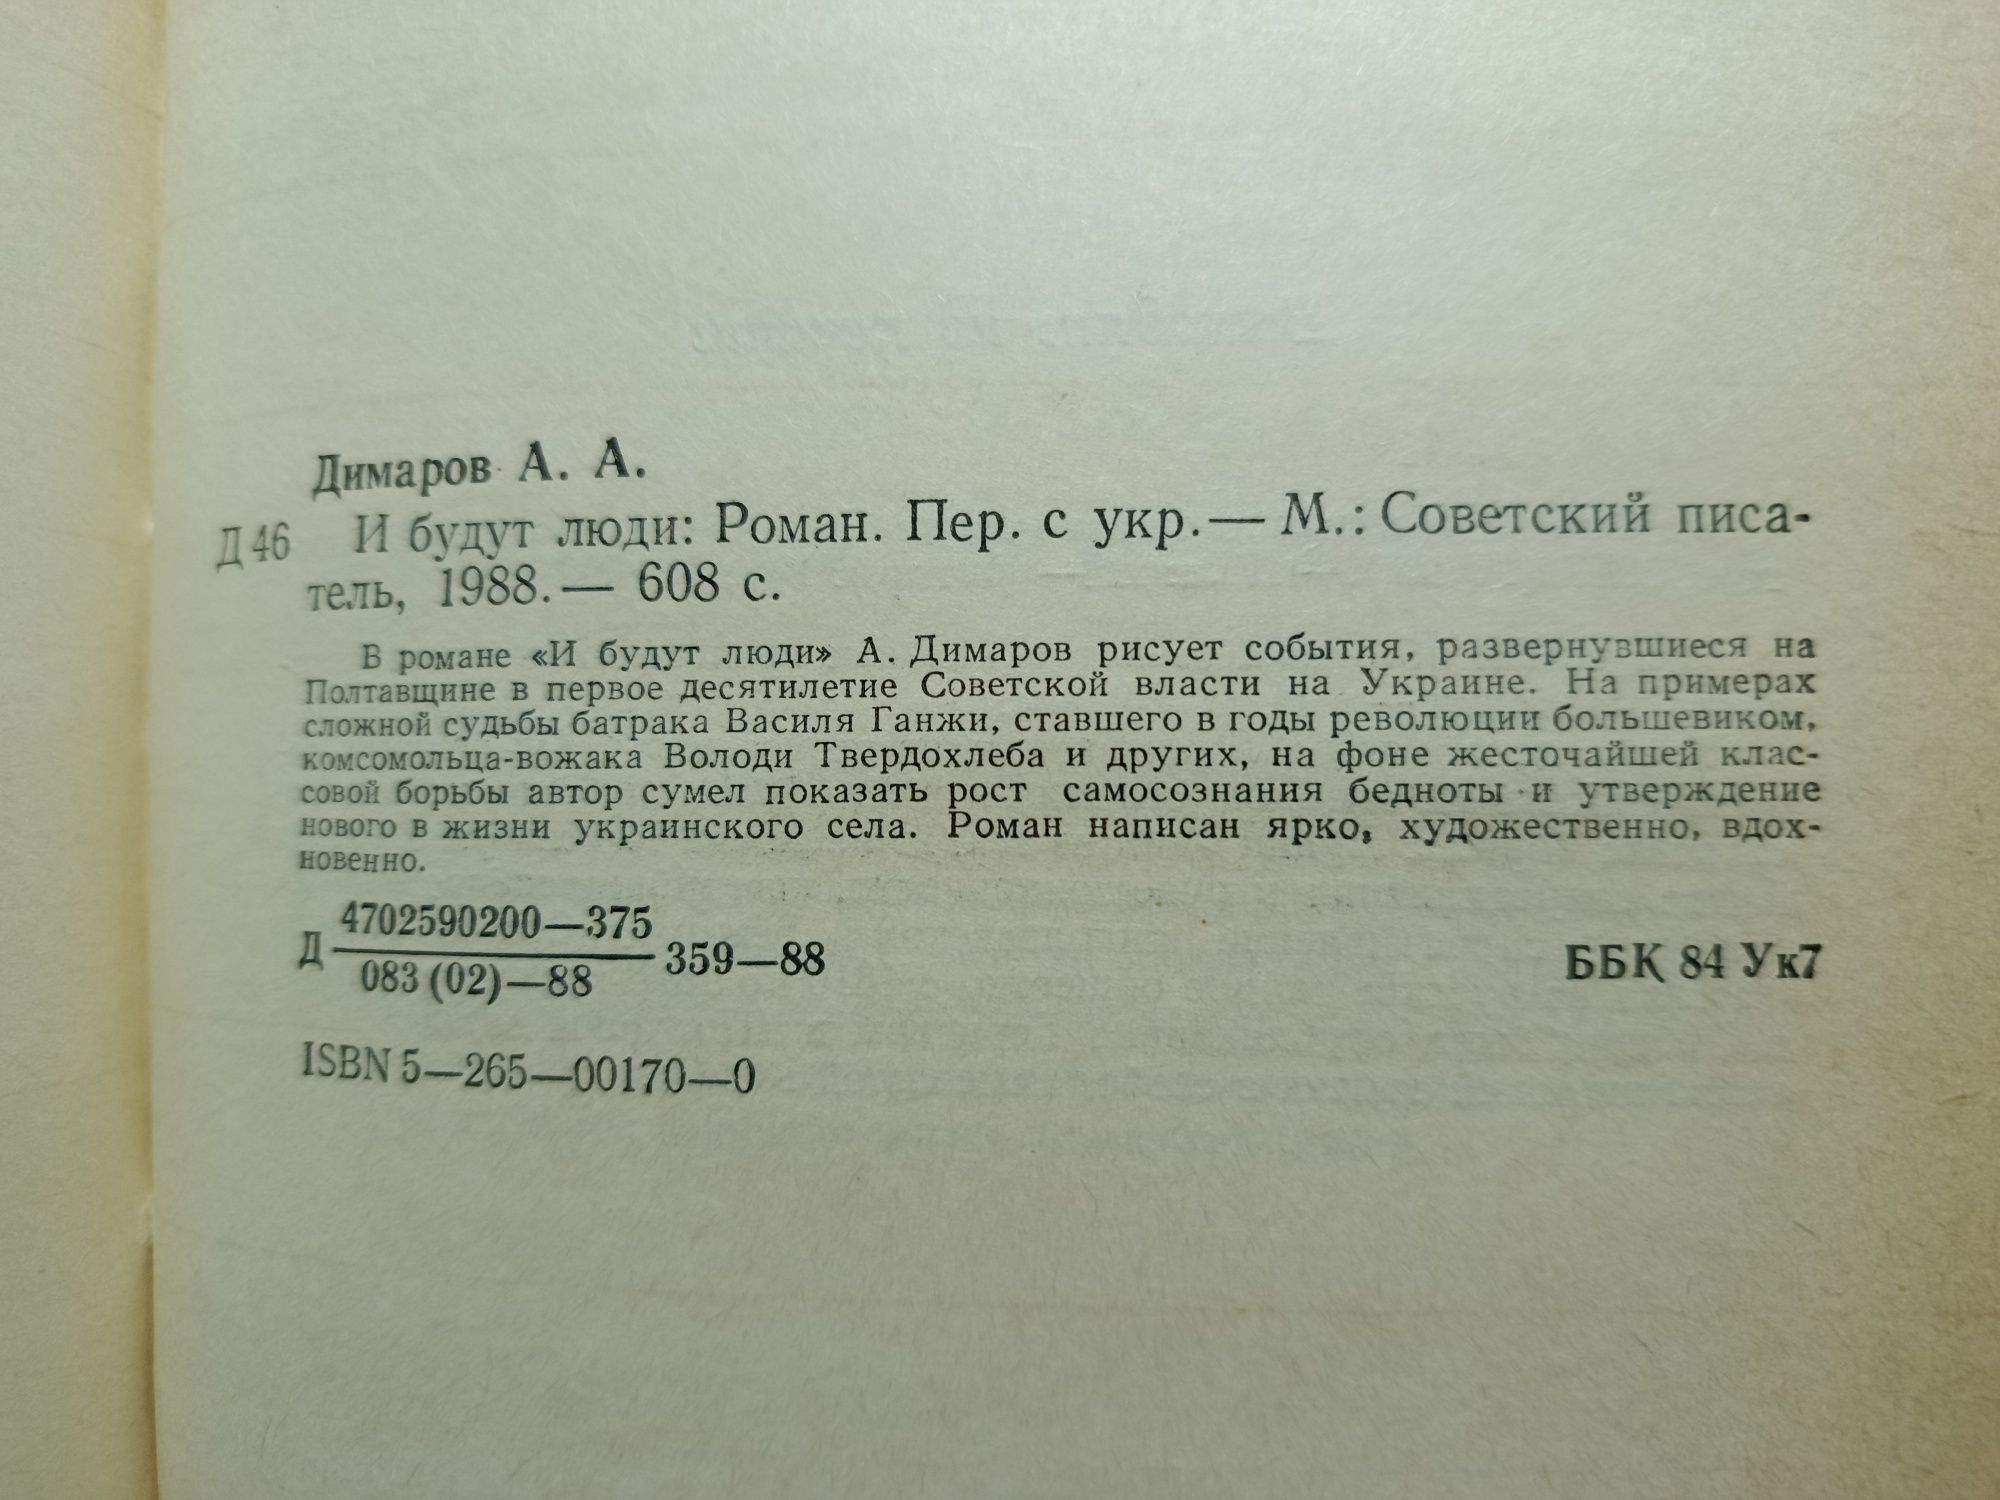 Димаров А. А.
Д 46 И будут люди: Роман. Пер. с укр.— М.: Советский писа-
тель, 1988.— 608 с.
В романе «И будут люди» А. Димаров рисует события, развернувшиеся на
Полтавщине в первое десятилетие Советской власти на Украине. На примерах
сложной судьбы батрака Василя Ганжи, ставшего в годы революции большевиком,
комсомольца-вожака Володи Твердохлеба и других, на фоне жесточайшей клас-
совой борьбы автор сумел показать рост самосознания бедноты и утверждение
нового в жизни украинского села. Роман написан ярко, художественно, вдох-
новенно.
4702590200—375
Д 359—88 ББК 84 Ук7
083 (02)—88
ISBN 5—265—00170—0